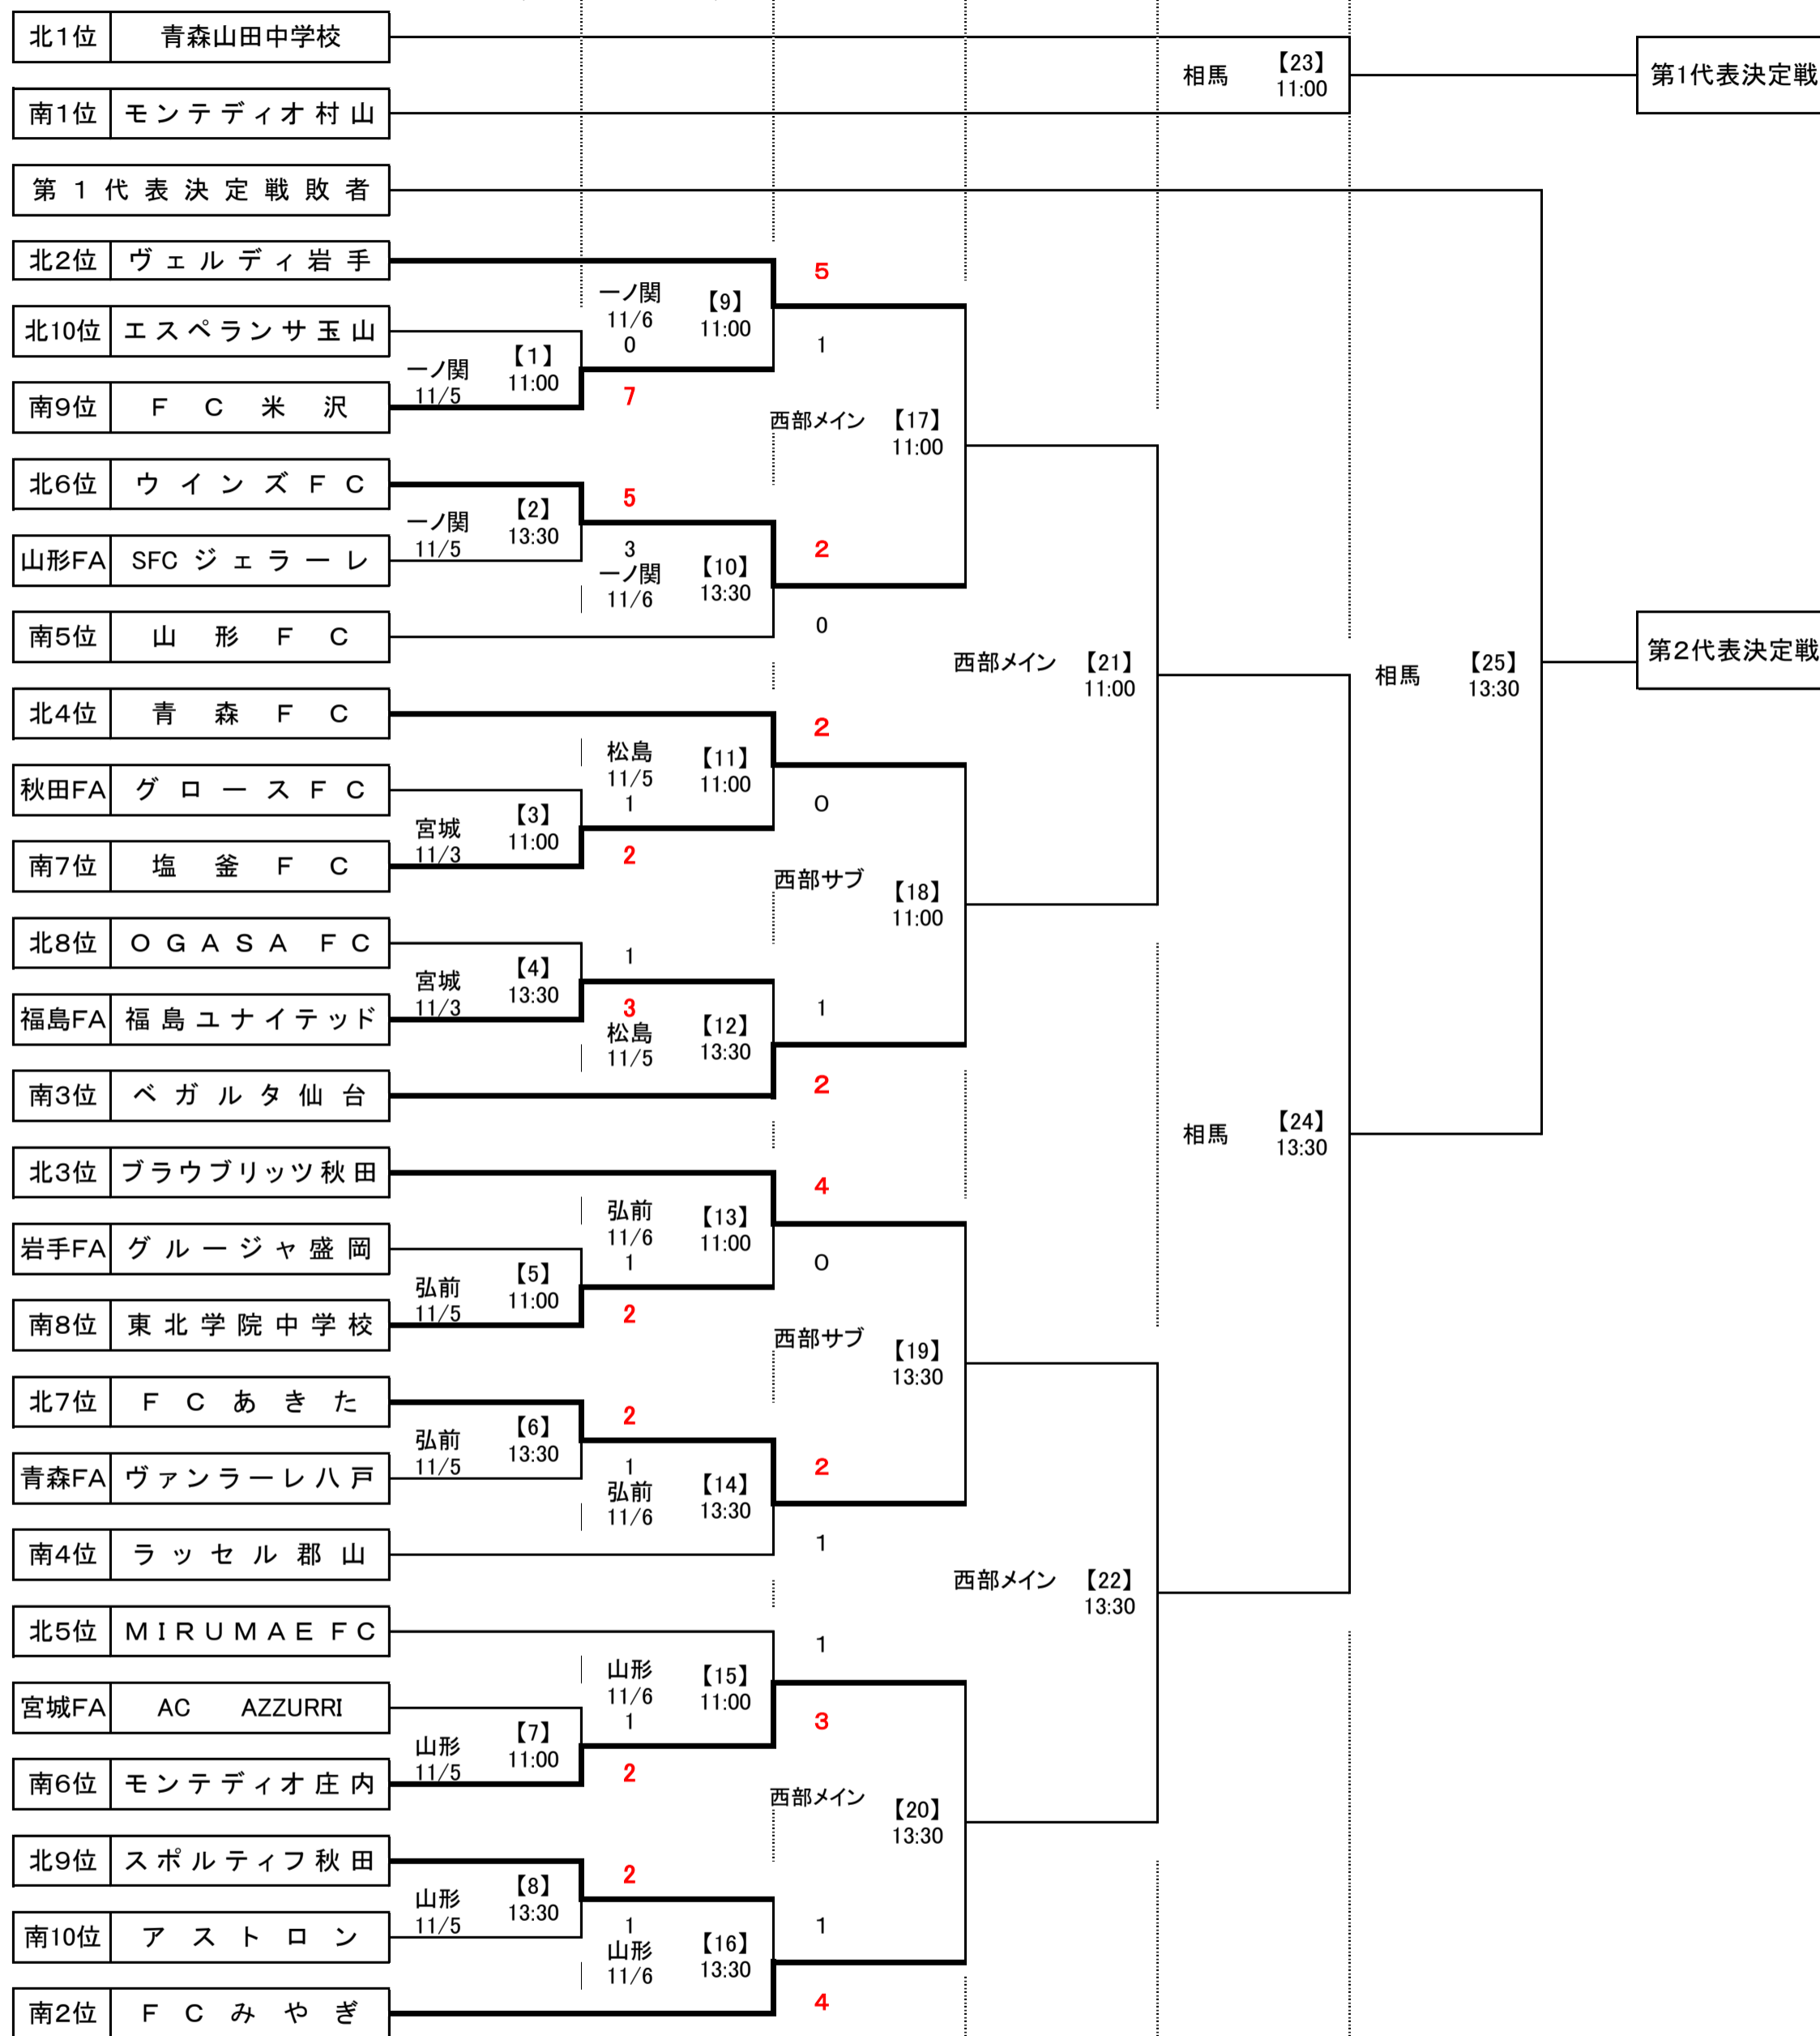 北1位 青森山田中学校
相馬 【23】
11:00
第1代表決定戦
南1位 モンテディオ村山
第1代表決定戦敗者
北2位 ヴェルディ岩手
5
一ノ関 【9】
11/6 11:00
0 1
北10位 エスペランサ玉山
一ノ関 【1】
11/5 11:00
南9位 FC米沢
7
西部メイン 【17】
11:00
北6位 ウインズFC
5
一ノ関 【2】
11/5 13:30
3 2
山形FA SFCジェラーレ
一ノ関 【10】
11/6 13:30
南5位 山形FC
0
西部メイン 【21】
11:00
相馬 【25】
13:30
第2代表決定戦
北4位 青森FC
2
松島 【11】
11/5 11:00
1 0
秋田FA グロースFC
宮城 【3】
11/3 11:00
南7位 塩釜FC
2
西部サブ 【18】
11:00
北8位 OGASA FC
1
宮城 【4】
11/3 13:30
福島FA 福島ユナイテッド
3 1
松島 【12】
11/5 13:30
南3位 ベガルタ仙台
2
相馬 【24】
13:30
北3位 ブラウブリッツ秋田
4
弘前 【13】
11/6 11:00
1 0
岩手FA グルージャ盛岡
弘前 【5】
11/5 11:00
南8位 東北学院中学校
2
西部サブ 【19】
13:30
北7位 FCあきた
2
弘前 【6】
11/5 13:30
1 2
青森FA ヴァンラーレ八戸
弘前 【14】
11/6 13:30
南4位 ラッセル郡山
1
西部メイン 【22】
13:30
北5位 MIRUMAE FC
1
山形 【15】
11/6 11:00
1
宮城FA AC AZZURRI
3
山形 【7】
11/5 11:00
南6位 モンテディオ庄内
2
西部メイン 【20】
13:30
北9位 スポルティフ秋田
2
山形 【8】
11/5 13:30
1 1
南10位 アストロン
山形 【16】
11/6 13:30
南2位 FCみやぎ
4